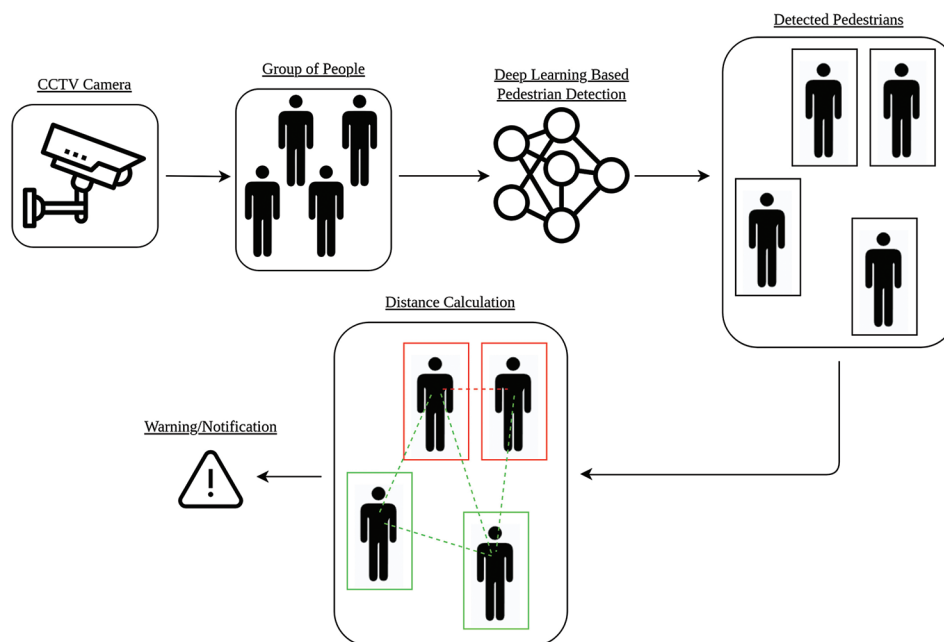 Detected Pedestrians
Group of People
Deep Learning Based
Pedestrian Detection
CCTV Camera
Distance Calculation
Warning/Notification